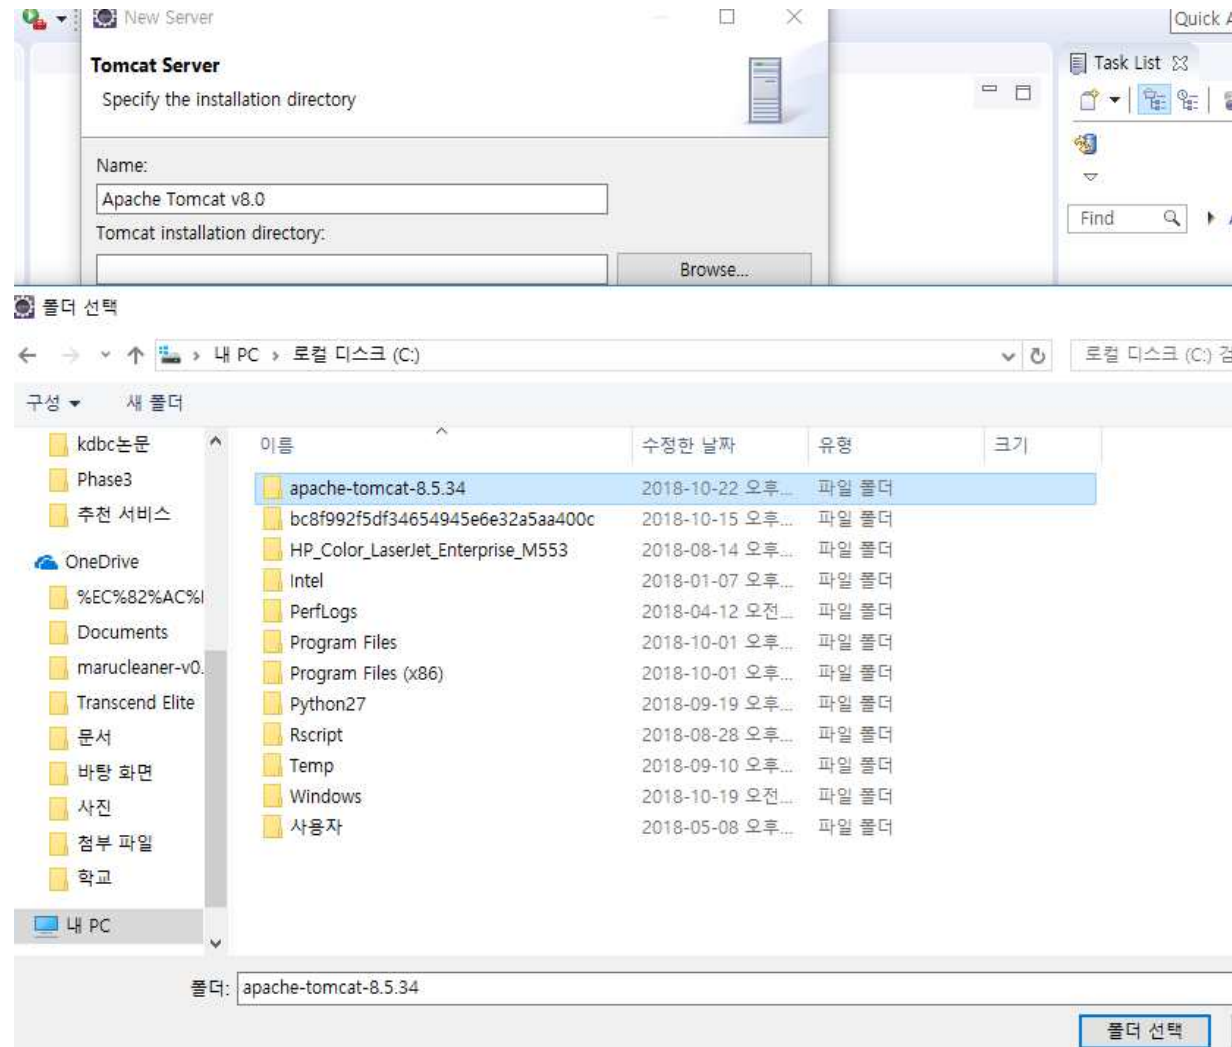 New Server
Quick A
Tomcat Server
Specify the installation directory
Task List
Name:
Apache Tomcat v8.0
Find
Tomcat installation directory:
Browse...
폴더 선택
내 PC › 로컬 디스크 (C:)
로컬 디스크 (C:) 검
구성
새 폴더
kdbc논문
Phase3
추천 서비스
OneDrive
%EC%82%AC%
Documents
marucleaner-v0.
Transcend Elite
문서
바탕 화면
사진
첨부 파일
학교
내 PC
이름 수정한 날짜 유형 크기
apache-tomcat-8.5.34 2018-10-22 오후... 파일 폴더
bc8f992f5df34654945e6e32a5aa400c 2018-10-15 오후... 파일 폴더
HP_Color_LaserJet_Enterprise_M553 2018-08-14 오후... 파일 폴더
Intel 2018-01-07 오후... 파일 폴더
PerfLogs 2018-04-12 오전... 파일 폴더
Program Files 2018-10-01 오후... 파일 폴더
Program Files (x86) 2018-10-01 오후... 파일 폴더
Python27 2018-09-19 오후... 파일 폴더
Rscript 2018-08-28 오후... 파일 폴더
Temp 2018-09-10 오후... 파일 폴더
Windows 2018-10-19 오전... 파일 폴더
사용자 2018-05-08 오후... 파일 폴더
폴더: apache-tomcat-8.5.34
폴더 선택